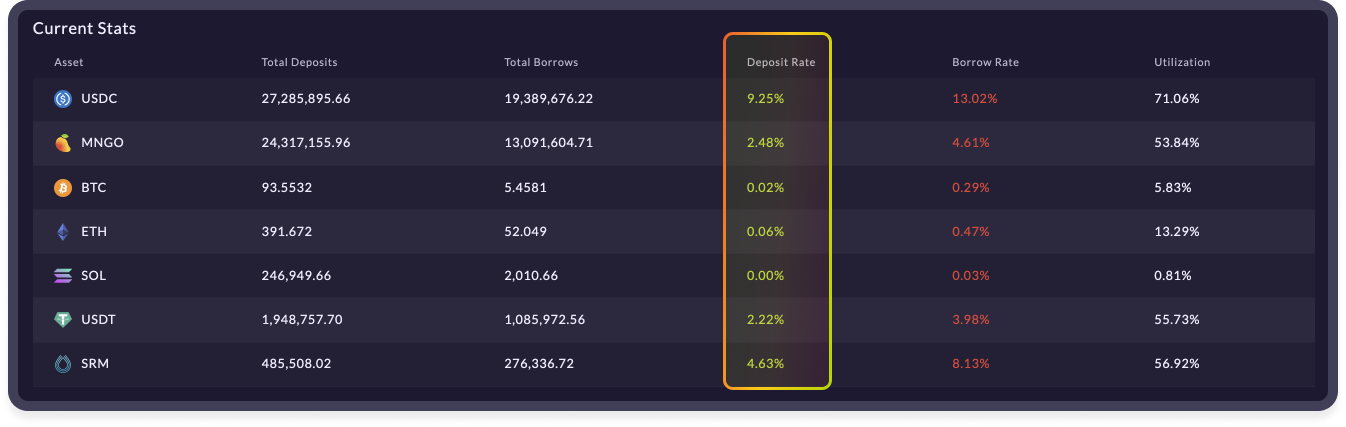 Current Stats
Asset Total Deposits Total Borrows Deposit Rate Borrow Rate Utilization
USDC 27,285,895.66 19,389,676.22 9.25% 13.02% 71.06%
MNGO 24,317,155.96 13,091,604.71 2.48% 4.61% 53.84%
BTC 93.5532 5.4581 0.02% 0.29% 5.83%
ETH 391.672 52.049 0.06% 0.47% 13.29%
SOL 246,949.66 2,010.66 0.00% 0.03% 0.81%
USDT 1,948,757.70 1,085,972.56 2.22% 3.98% 55.73%
SRM 485,508.02 276,336.72 4.63% 8.13% 56.92%